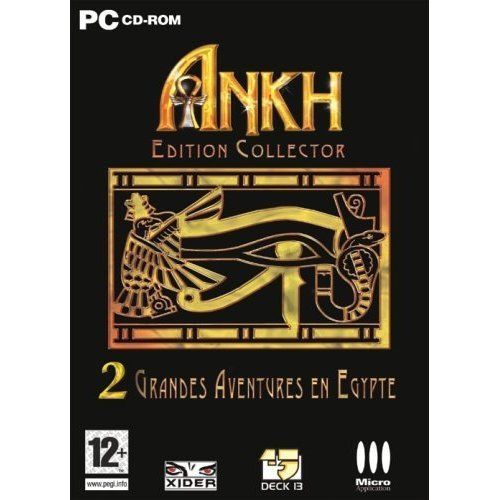 PC CD-ROM
ANKH
EDITION COLLECTOR
2 GRANDES AVENTURES EN EGYPTE
12+
www.pegi.info
XIDER
DECK 13
Micro
Application